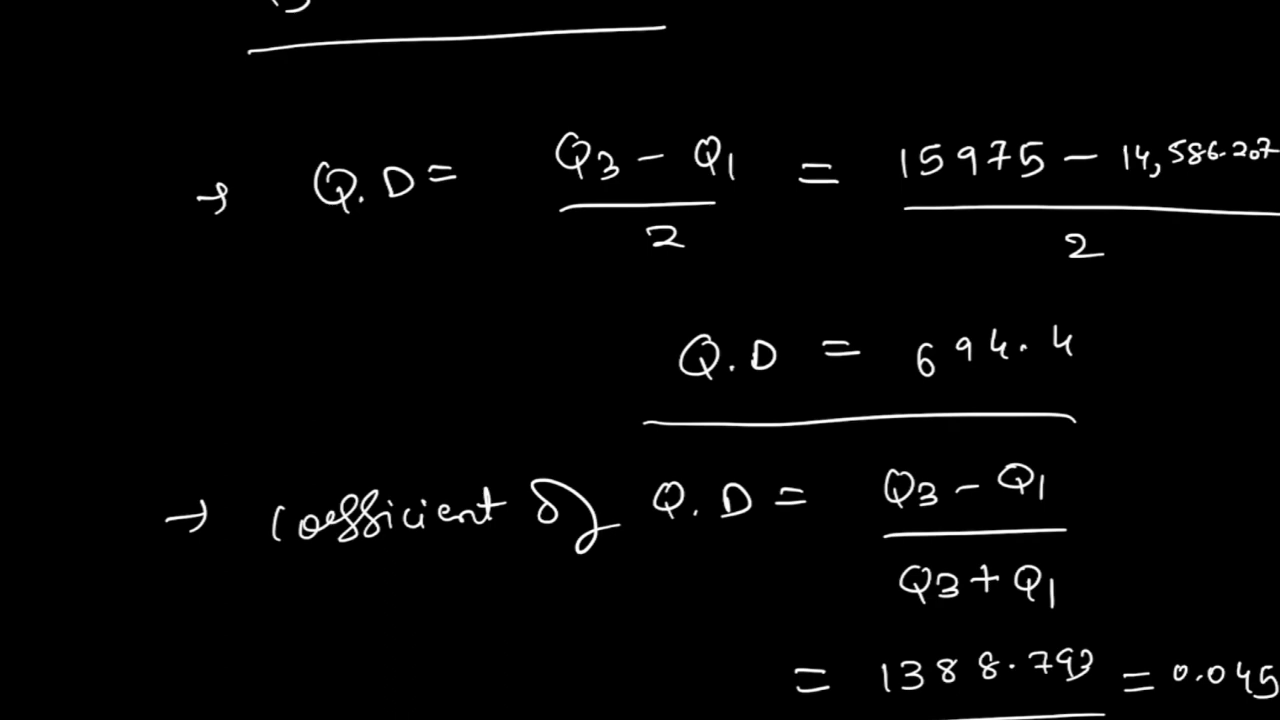 → Q.D = Q3 - Q1 / 2 = 15975 - 14,586.207 / 2
Q.D = 694.4
→ Coefficient of Q.D = Q3 - Q1 / Q3 + Q1
= 1388.793 = 0.045